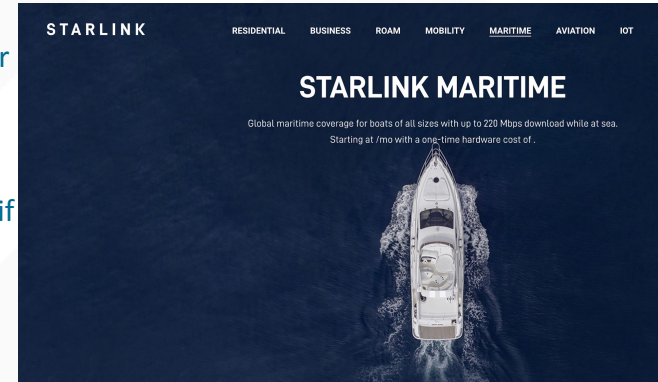 r
if
STARLINK
RESIDENTIAL BUSINESS ROAM MOBILITY MARITIME AVIATION IOT
STARLINK MARITIME
Global maritime coverage for boats of all sizes with up to 220 Mbps download while at sea.
Starting at /mo with a one-time hardware cost of .